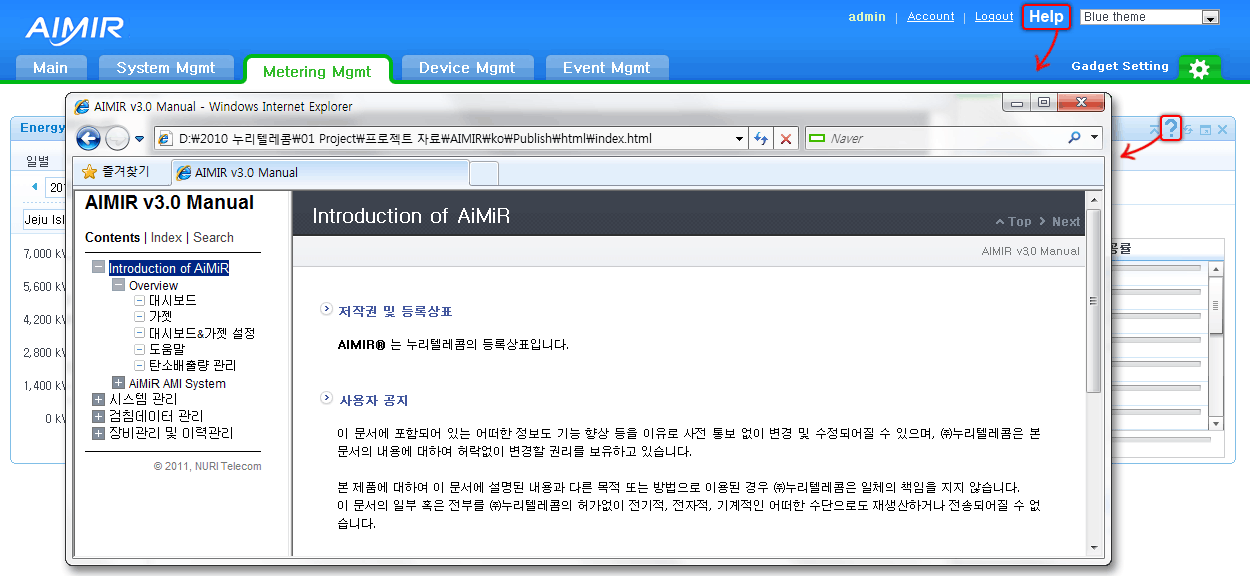 AIMIR
admin | Account | Logout Help Blue theme
Main System Mgmt Metering Mgmt Device Mgmt Event Mgmt Gadget Setting
AIMIR v3.0 Manual - Windows Internet Explorer
Energy
?
D:₩2010 누리텔레콤₩01 Project₩프로젝트 자료₩AIMIR₩ko₩Publish₩html₩index.html
Naver
일별
즐겨찾기 AIMIR v3.0 Manual
201
Jeju Isl
7,000 kV
5,600 kV
4,200 kV
2,800 kV
1,400 kV
0 kV
AIMIR v3.0 Manual
Contents | Index | Search
Introduction of AiMiR
Overview
대시보드
가젯
대시보드&가젯 설정
도움말
탄소배출량 관리
AiMiR AMI System
시스템 관리
검침데이터 관리
장비관리 및 이력관리
© 2011, NURI Telecom
Introduction of AiMiR
Top Next
AIMIR v3.0 Manual
저작권 및 등록상표
AIMIR® 는 누리텔레콤의 등록상표입니다.
사용자 공지
이 문서에 포함되어 있는 어떠한 정보도 기능 향상 등을 이유로 사전 통보 없이 변경 및 수정되어질 수 있으며, ㈜누리텔레콤은 본
문서의 내용에 대하여 허락없이 변경할 권리를 보유하고 있습니다.
본 제품에 대하여 이 문서에 설명된 내용과 다른 목적 또는 방법으로 이용된 경우 ㈜누리텔레콤은 일체의 책임을 지지 않습니다.
이 문서의 일부 혹은 전부를 ㈜누리텔레콤의 허가없이 전기적, 전자적, 기계적인 어떠한 수단으로도 재생산하거나 전송되어질 수 없
습니다.